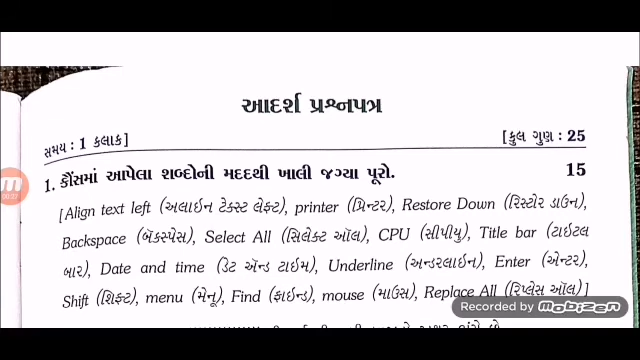 આદર્શ પ્રશ્નપત્ર
સમય : 1 કલાક] [કુલ ગુણ : 25
1. કૌંસમાં આપેલા શબ્દોની મદદથી ખાલી જગ્યા પૂરો. 15
[Align text left (અલાઇન ટેક્સ્ટ લેફ્ટ), printer (પ્રિન્ટર), Restore Down (રિસ્ટોર ડાઉન),
Backspace (બૅકસ્પેસ), Select All (સિલેક્ટ ઑલ), CPU (સીપીયુ), Title bar (ટાઇટલ
બાર), Date and time (ડેટ ઍન્ડ ટાઇમ), Underline (અન્ડરલાઇન), Enter (એન્ટર),
Shift (શિફ્ટ), menu (મેનૂ), Find (ફાઇન્ડ), mouse (માઉસ), Replace All (રિપ્લેસ ઑલ)]
M
00:37
Recorded by MOBIZEN